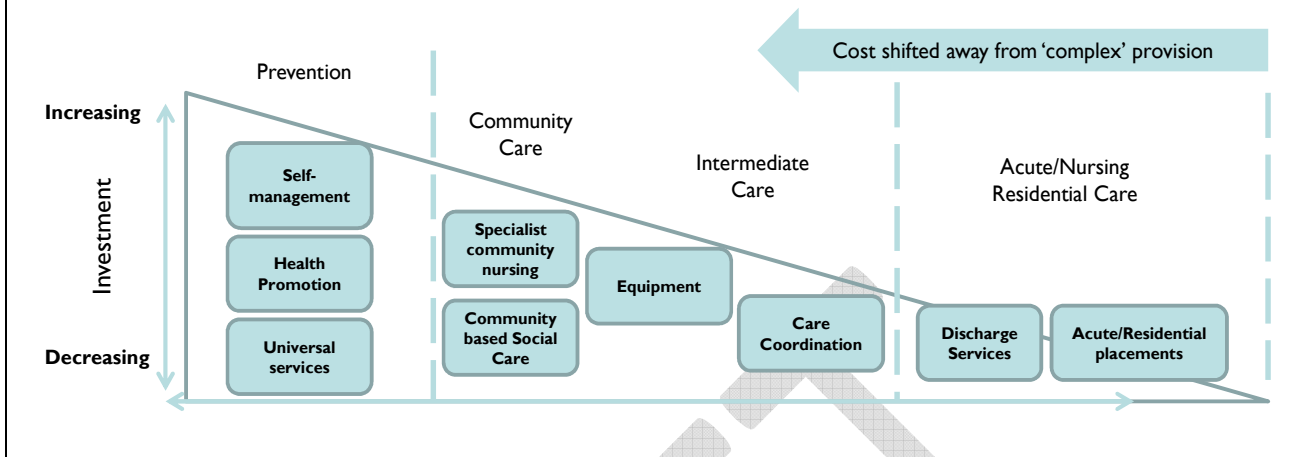 Cost shifted away from ‘complex’ provision
Prevention
Increasing
Community
Care
Intermediate
Care
Acute/Nursing
Residential Care
Investment
Self-
management
Health
Promotion
Universal
services
Specialist
community
nursing
Community
based Social
Care
Equipment
Care
Coordination
Discharge
Services
Acute/Residential
placements
Decreasing